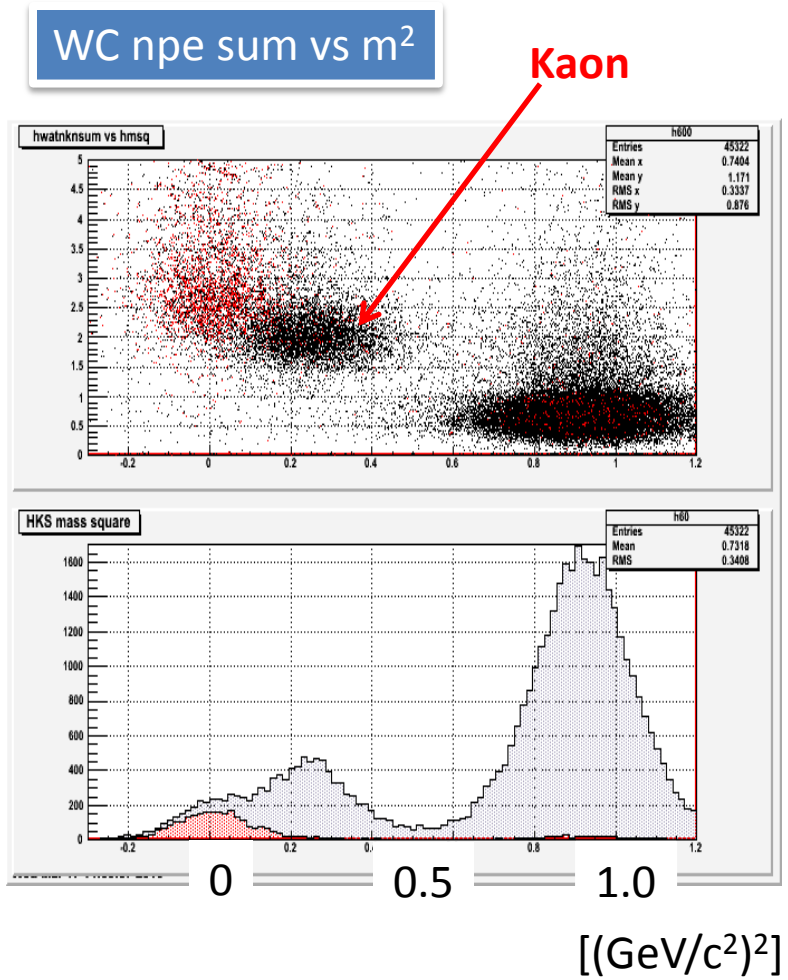 WC npe sum vs m²
Kaon
hwatnknsum vs hmsq
h600
Entries 45322
Mean x 0.7404
Mean y 1.171
RMS x 0.3337
RMS y 0.876
5
4.5
4
3.5
3
2.5
2
1.5
1
0.5
0
-0.2 0 0.2 0.4 0.6 0.8 1 1.2
HKS mass square
h60
Entries 45322
Mean 0.7318
RMS 0.3408
1600
1400
1200
1000
800
600
400
200
0
-0.2 0.2 0.4 0.8 1.2
0 0.5 1.0
[(GeV/c²)²]